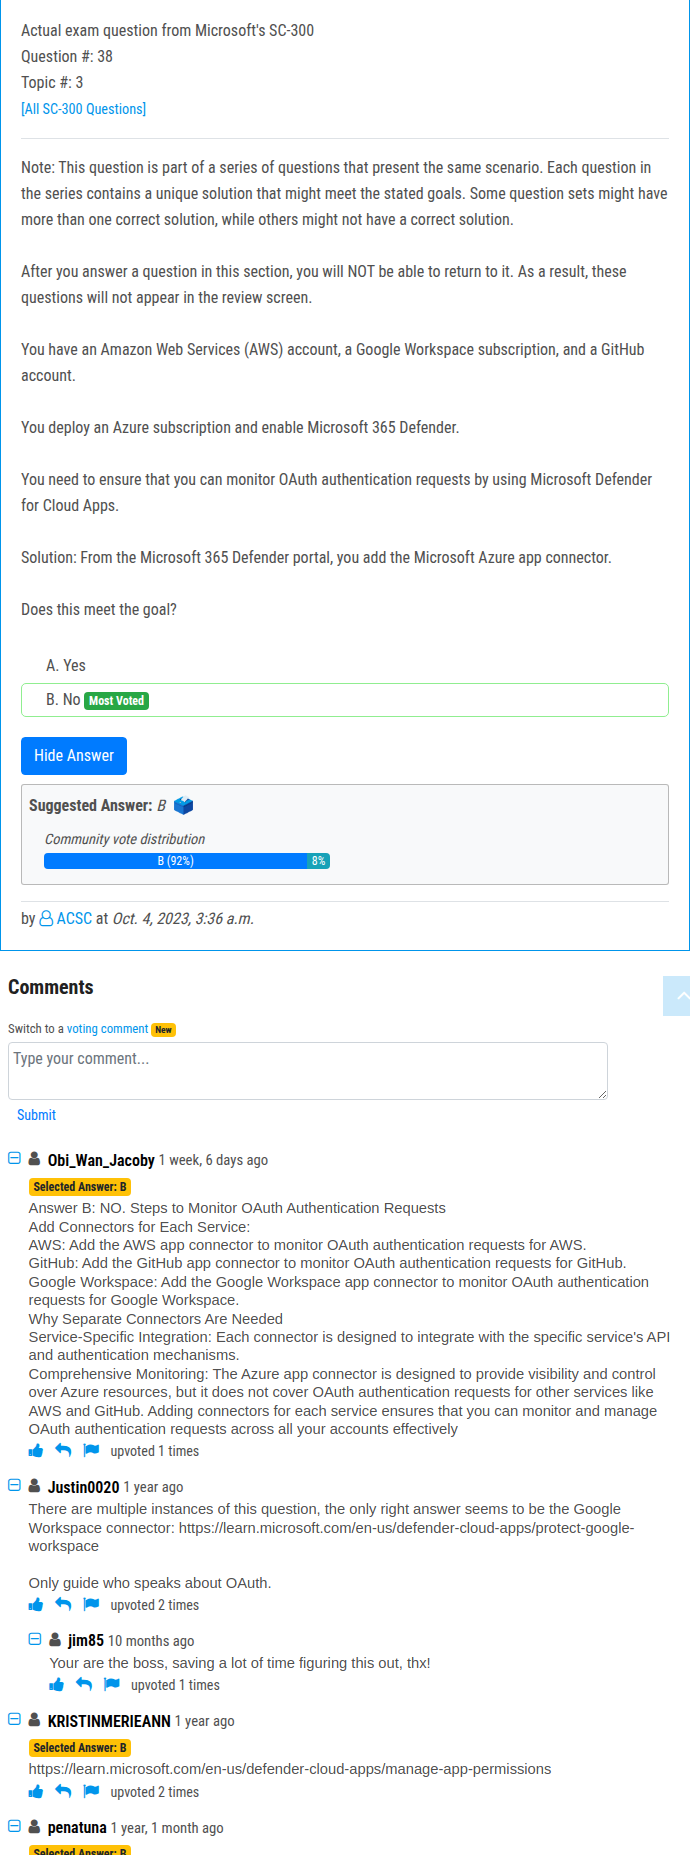 Actual exam question from Microsoft's SC-300
Question #: 38
Topic #: 3
[All SC-300 Questions]
Note: This question is part of a series of questions that present the same scenario. Each question in
the series contains a unique solution that might meet the stated goals. Some question sets might have
more than one correct solution, while others might not have a correct solution.
After you answer a question in this section, you will NOT be able to return to it. As a result, these
questions will not appear in the review screen.
You have an Amazon Web Services (AWS) account, a Google Workspace subscription, and a GitHub
account.
You deploy an Azure subscription and enable Microsoft 365 Defender.
You need to ensure that you can monitor OAuth authentication requests by using Microsoft Defender
for Cloud Apps.
Solution: From the Microsoft 365 Defender portal, you add the Microsoft Azure app connector.
Does this meet the goal?
A. Yes
B. No Most Voted
Hide Answer
Suggested Answer: B
Community vote distribution
B (92%) 8%
by ACSC at Oct. 4, 2023, 3:36 a.m.
Comments
Switch to a voting comment New
Type your comment...
Submit
Obi_Wan_Jacoby 1 week, 6 days ago
Selected Answer: B
Answer B: NO. Steps to Monitor OAuth Authentication Requests
Add Connectors for Each Service:
AWS: Add the AWS app connector to monitor OAuth authentication requests for AWS.
GitHub: Add the GitHub app connector to monitor OAuth authentication requests for GitHub.
Google Workspace: Add the Google Workspace app connector to monitor OAuth authentication
requests for Google Workspace.
Why Separate Connectors Are Needed
Service-Specific Integration: Each connector is designed to integrate with the specific service's API
and authentication mechanisms.
Comprehensive Monitoring: The Azure app connector is designed to provide visibility and control
over Azure resources, but it does not cover OAuth authentication requests for other services like
AWS and GitHub. Adding connectors for each service ensures that you can monitor and manage
OAuth authentication requests across all your accounts effectively
upvoted 1 times
Justin0020 1 year ago
There are multiple instances of this question, the only right answer seems to be the Google
Workspace connector: https://learn.microsoft.com/en-us/defender-cloud-apps/protect-google-
workspace
Only guide who speaks about OAuth.
upvoted 2 times
jim85 10 months ago
Your are the boss, saving a lot of time figuring this out, thx!
upvoted 1 times
KRISTINMERIEANN 1 year ago
Selected Answer: B
https://learn.microsoft.com/en-us/defender-cloud-apps/manage-app-permissions
upvoted 2 times
penatuna 1 year, 1 month ago
Selected Answer: B